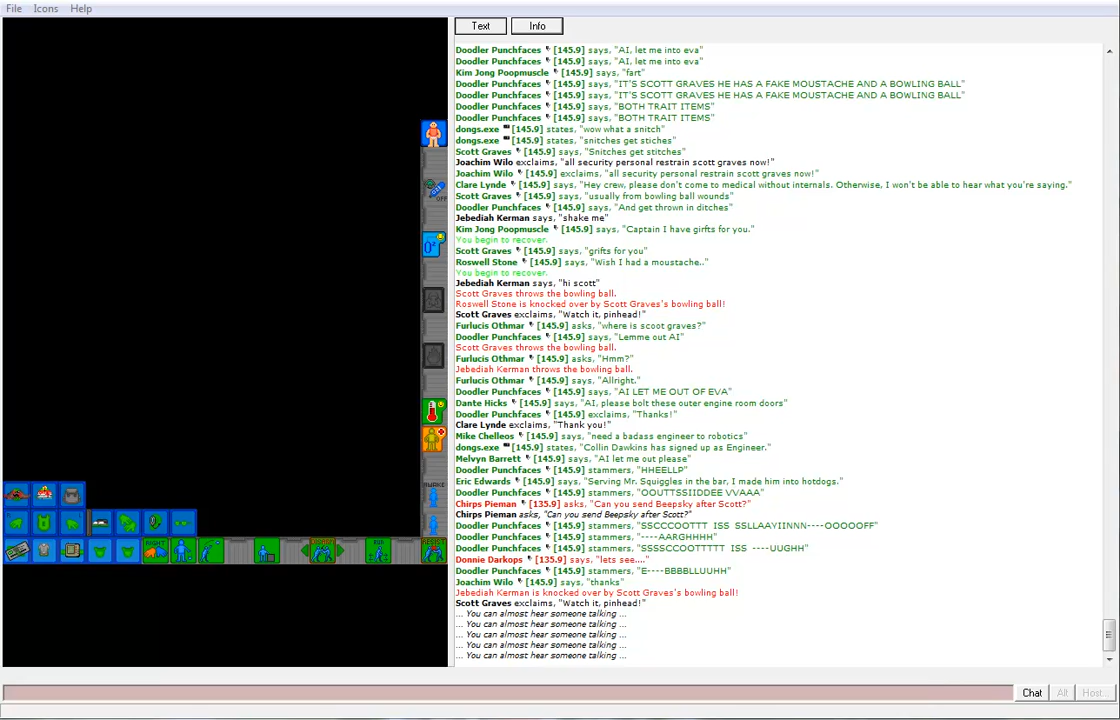 File Icons Help
Text Info
Doodler Punchfaces [145.9] says, "AI, let me into eva"
Doodler Punchfaces [145.9] says, "AI, let me into eva"
Kim Jong Poopmuscle [145.9] says, "fart"
Doodler Punchfaces [145.9] says, "IT'S SCOTT GRAVES HE HAS A FAKE MOUSTACHE AND A BOWLING BALL"
Doodler Punchfaces [145.9] says, "IT'S SCOTT GRAVES HE HAS A FAKE MOUSTACHE AND A BOWLING BALL"
Doodler Punchfaces [145.9] says, "BOTH TRAIT ITEMS"
Doodler Punchfaces [145.9] says, "BOTH TRAIT ITEMS"
dongs.exe [145.9] states, "wow what a snitch"
dongs.exe [145.9] states, "snitches get stiches"
Scott Graves [145.9] says, "Snitches get stitches"
Joachim Wilo exclaims, "all security personal restrain scott graves now!"
Joachim Wilo [145.9] exclaims, "all security personal restrain scott graves now!"
Clare Lynde [145.9] says, "Hey crew, please don't come to medical without internals. Otherwise, I won't be able to hear what you're saying."
Scott Graves [145.9] says, "usually from bowling ball wounds"
Doodler Punchfaces [145.9] says, "And get thrown in ditches"
Jebediah Kerman says, "shake me"
Kim Jong Poopmuscle [145.9] says, "Captain I have girfts for you."
You begin to recover.
Scott Graves [145.9] says, "grifts for you"
Roswell Stone [145.9] says, "Wish I had a moustache.."
You begin to recover.
Jebediah Kerman says, "hi scott"
Scott Graves throws the bowling ball.
Roswell Stone is knocked over by Scott Graves's bowling ball!
Scott Graves exclaims, "Watch it, pinhead!"
Furlucis Othmar [145.9] asks, "where is scoot graves?"
Doodler Punchfaces [145.9] says, "Lemme out AI"
Scott Graves throws the bowling ball.
Furlucis Othmar [145.9] asks, "Hmm?"
Jebediah Kerman throws the bowling ball.
Furlucis Othmar [145.9] says, "Allright."
Doodler Punchfaces [145.9] says, "AI LET ME OUT OF EVA"
Dante Hicks [145.9] says, "AI, please bolt these outer engine room doors"
Doodler Punchfaces [145.9] exclaims, "Thanks!"
Clare Lynde exclaims, "Thank you!"
Mike Chelleos [145.9] says, "need a badass engineer to robotics"
dongs.exe [145.9] states, "Collin Dawkins has signed up as Engineer."
Melvyn Barrett [145.9] says, "AI let me out please"
Doodler Punchfaces [145.9] stammers, "HHEELLP"
Eric Edwards [145.9] says, "Serving Mr. Squiggles in the bar, I made him into hotdogs."
Doodler Punchfaces [145.9] stammers, "OOUTTSSIIDDEE VVAAA"
Chirps Pieman [135.9] asks, "Can you send Beepsky after Scott?"
Chirps Pieman asks, "Can you send Beepsky after Scott?"
Doodler Punchfaces [145.9] stammers, "SSCCCOOTTT ISS SSLLAAYIINNN----OOOOOFF"
Doodler Punchfaces [145.9] stammers, "----AARGHHHH"
Doodler Punchfaces [145.9] stammers, "SSSSCCOOTTTTT ISS ----UUGHH"
Donnie Darkops [135.9] says, "lets see...."
Doodler Punchfaces [145.9] stammers, "E----BBBBLLUUHH"
Joachim Wilo [145.9] says, "thanks"
Jebediah Kerman is knocked over by Scott Graves's bowling ball!
Scott Graves exclaims, "Watch it, pinhead!"
... You can almost hear someone talking ...
... You can almost hear someone talking ...
... You can almost hear someone talking ...
... You can almost hear someone talking ...
... You can almost hear someone talking ...
OFF
AWAKE
RIGHT
DISARM
RUN
RESIST
Chat Alt Host...